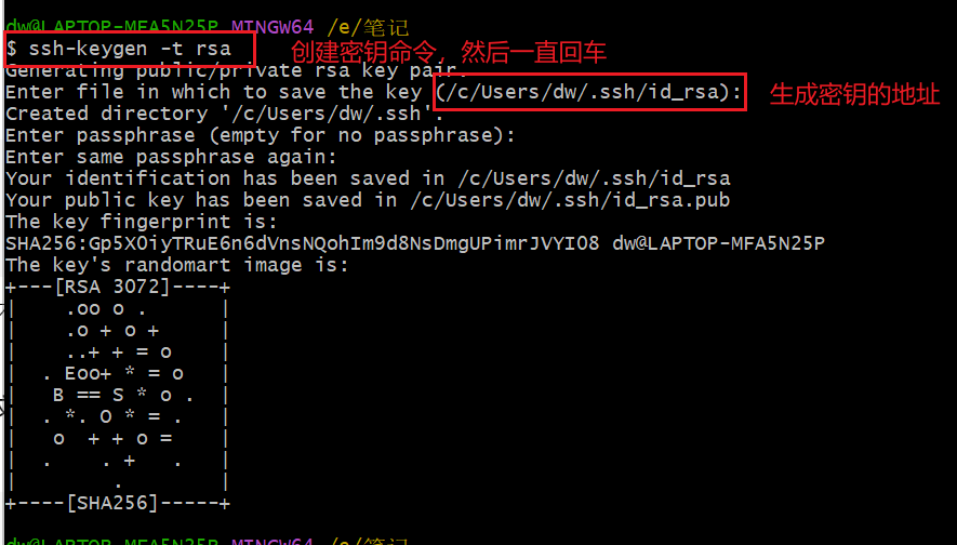 dw@LAPTOP-MFA5N25P MINGW64 /e/笔记
$ ssh-keygen -t rsa 创建密钥命令，然后一直回车
Generating public/private rsa key pair.
Enter file in which to save the key (/c/Users/dw/.ssh/id_rsa): 生成密钥的地址
Created directory '/c/Users/dw/.ssh'.
Enter passphrase (empty for no passphrase):
Enter same passphrase again:
Your identification has been saved in /c/Users/dw/.ssh/id_rsa
Your public key has been saved in /c/Users/dw/.ssh/id_rsa.pub
The key fingerprint is:
SHA256:Gp5XOiyTRuE6n6dVnsNQohIm9d8NsDmgUPimrJVYIO8 dw@LAPTOP-MFA5N25P
The key's randomart image is:
+---[RSA 3072]----+
|    .oo o .      |
|    .o + o +     |
|    ..+ + = o    |
|  . Eoo+ * = o   |
|   B == S * o .  |
|  . *. O * = .   |
|   o  + + o =    |
|  .    . +   .   |
|        .        |
+----[SHA256]-----+
dw@LAPTOP-MFA5N25P MINGW64 /e/笔记